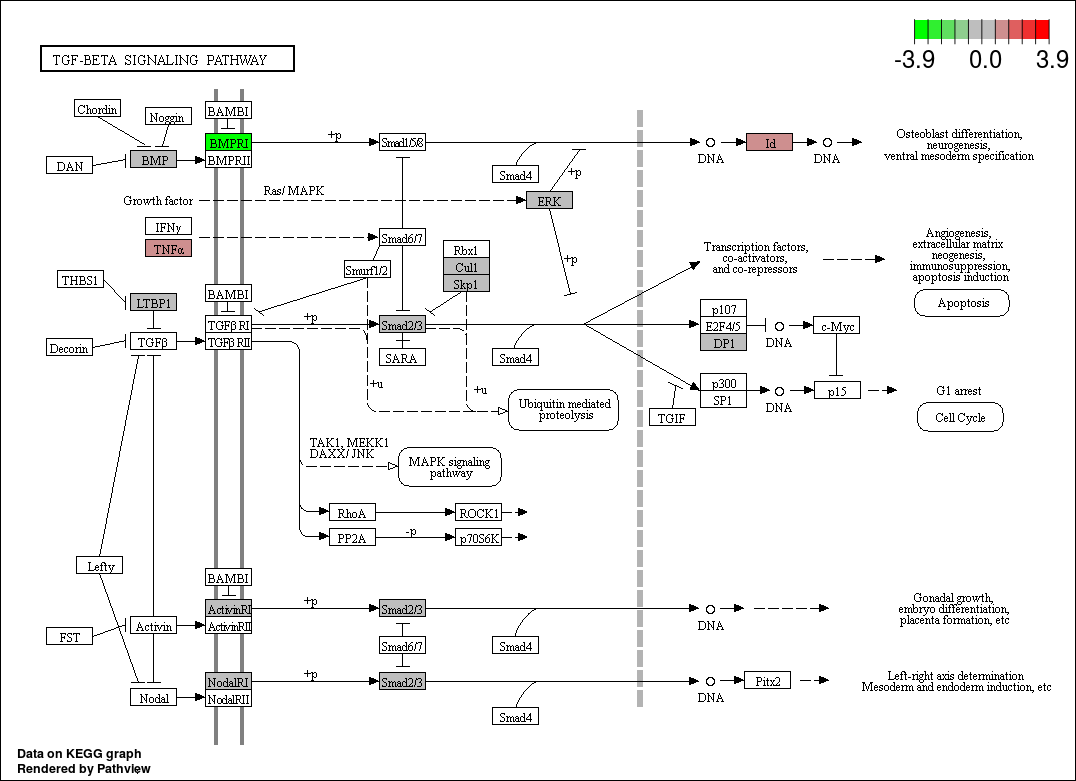 -3.9 0.0 3.9
TGF-BETA SIGNALING PATHWAY
Chordin
Noggin
BAMBI
DAN
BMP
BMPRI
BMPRII
+p
Smad1/5/8
Smad4
DNA
Id
DNA
Osteoblast differentiation,
neurogenesis,
ventral mesoderm specification
Growth factor
Ras/ MAPK
ERK
+p
+p
IFNγ
TNFα
Smad6/7
Smurf1/2
Rbx1
Cul1
Skp1
Transcription factors,
co-activators,
and co-repressors
Angiogenesis,
extracellular matrix
neogenesis,
immunosuppression,
apoptosis induction
Apoptosis
THBS1
LTBP1
BAMBI
Decorin
TGFβ
TGFβ RI
TGFβ RII
+p
Smad2/3
SARA
Smad4
p107
E2F4/5
DP1
DNA
c-Myc
+u
+u
Ubiquitin mediated
proteolysis
TGIF
p300
SP1
DNA
p15
G1 arrest
Cell Cycle
TAK1, MEKK1
DAXX/ JNK
MAPK signaling
pathway
RhoA
ROCK1
PP2A
-p
p70S6K
Lefty
BAMBI
FST
Activin
ActivinRI
ActivinRII
+p
Smad2/3
Smad6/7
Smad4
DNA
Gonadal growth,
embryo differentiation,
placenta formation, etc
Nodal
NodalRI
NodalRII
+p
Smad2/3
Smad4
DNA
Pitx2
Left-right axis determination
Mesoderm and endoderm induction, etc
Data on KEGG graph
Rendered by Pathview